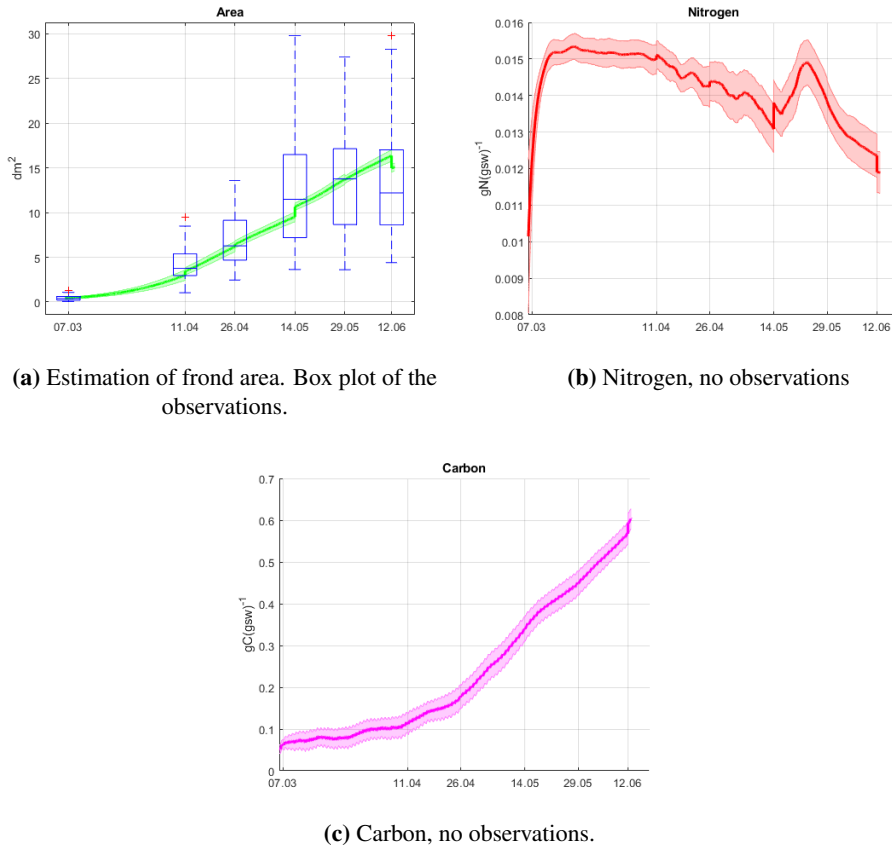 Area
30
25
20
15
10
5
0
dm²
07.03 11.04 26.04 14.05 29.05 12.06
(a) Estimation of frond area. Box plot of the
observations.
Nitrogen
0.016
0.015
0.014
0.013
0.012
0.011
0.01
0.009
0.008
gN(gsw)⁻¹
07.03 11.04 26.04 14.05 29.05 12.06
(b) Nitrogen, no observations
Carbon
0.7
0.6
0.5
0.4
0.3
0.2
0.1
0
gC(gsw)⁻¹
07.03 11.04 26.04 14.05 29.05 12.06
(c) Carbon, no observations.